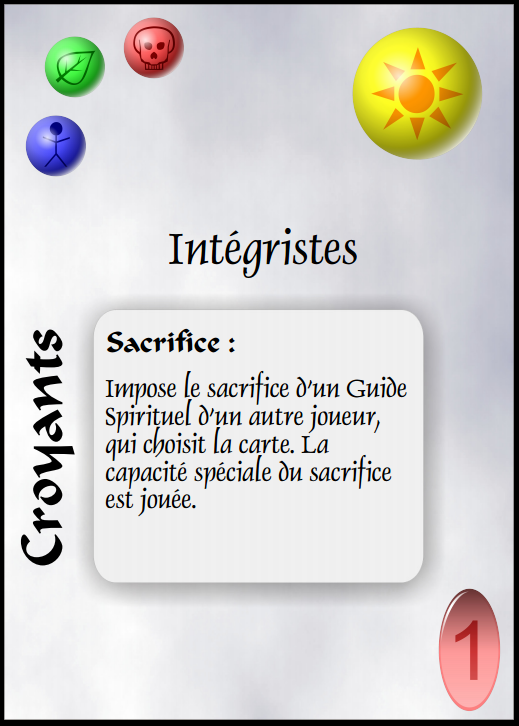 Intégristes
Croyants
Sacrifice :
Impose le sacrifice d'un Guide
Spirituel d'un autre joueur,
qui choisit la carte. La
capacité spéciale du sacrifice
est jouée.
1